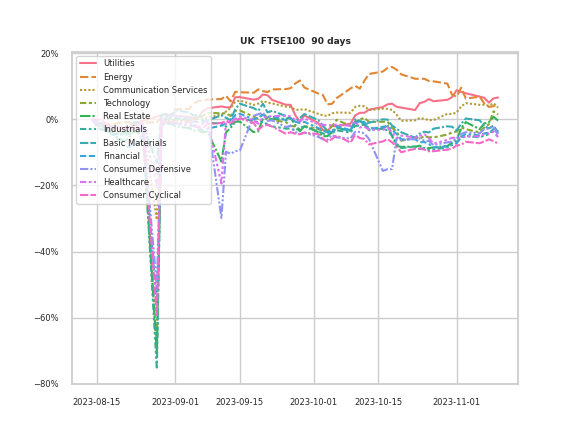 UK FTSE100 90 days
20%
0%
−20%
−40%
−60%
−80%
Utilities
Energy
Communication Services
Technology
Real Estate
Industrials
Basic Materials
Financial
Consumer Defensive
Healthcare
Consumer Cyclical
2023-08-15
2023-09-01
2023-09-15
2023-10-01
2023-10-15
2023-11-01